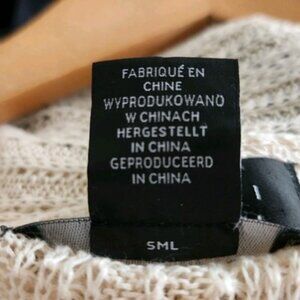 FABRIQUÉ EN
CHINE
WYPRODUKOWANO
W CHINACH
HERGESTELLT
IN CHINA
GEPRODUCEERD
IN CHINA
SML